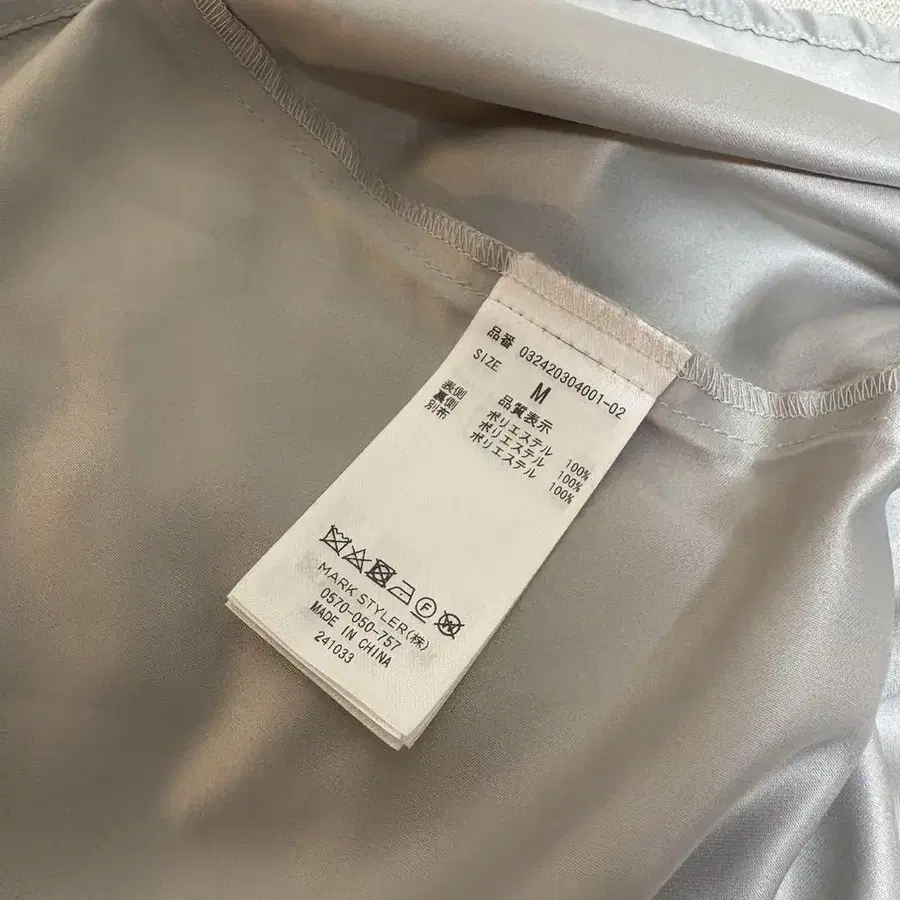 品番 032420304001-02
SIZE M
品質表示
表側 ポリエステル 100%
裏側 ポリエステル 100%
別布 ポリエステル 100%
MARK STYLER(株)
0570-050-757
MADE IN CHINA
241033